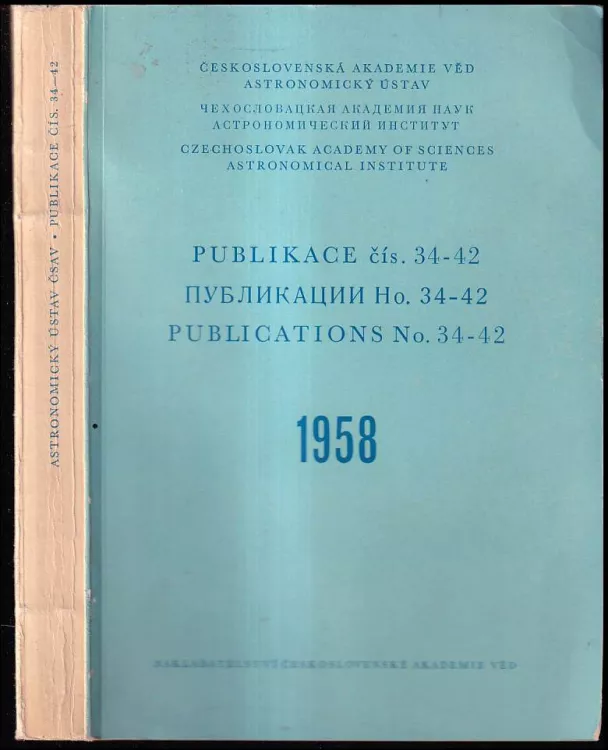 ASTRONOMICKÝ ÚSTAV ČSAV • PUBLIKACE ČÍS. 34—42
ČESKOSLOVENSKÁ AKADEMIE VĚD
ASTRONOMICKÝ ÚSTAV
ЧЕХОСЛОВАЦКАЯ АКАДЕМИЯ НАУК
АСТРОНОМИЧЕСКИЙ ИНСТИТУТ
CZECHOSLOVAK ACADEMY OF SCIENCES
ASTRONOMICAL INSTITUTE
PUBLIKACE čís. 34-42
ПУБЛИКАЦИИ Но. 34-42
PUBLICATIONS No. 34-42
1958
NAKLADATELSTVÍ ČESKOSLOVENSKÉ AKADEMIE VĚD